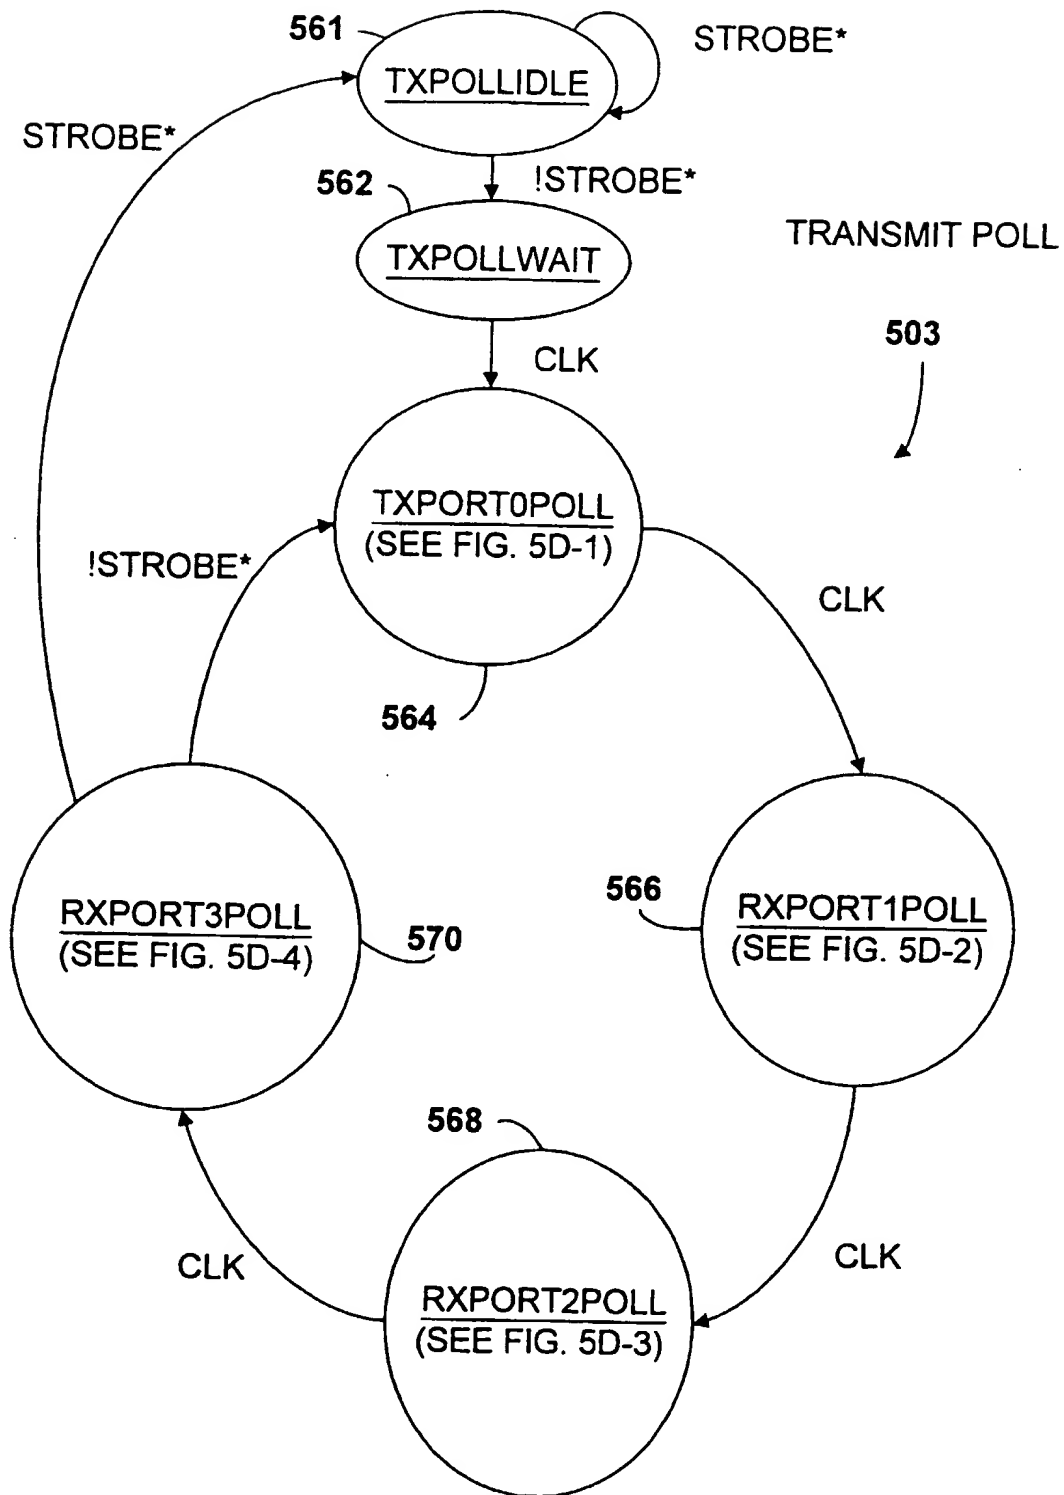 561
STROBE*
TXPOLLIDLE
STROBE*
562
!STROBE*
TRANSMIT POLL
TXPOLLWAIT
503
CLK
TXPORT0POLL
(SEE FIG. 5D-1)
!STROBE*
CLK
564
566
RXPORT1POLL
(SEE FIG. 5D-2)
RXPORT3POLL
(SEE FIG. 5D-4)
570
568
CLK
CLK
RXPORT2POLL
(SEE FIG. 5D-3)